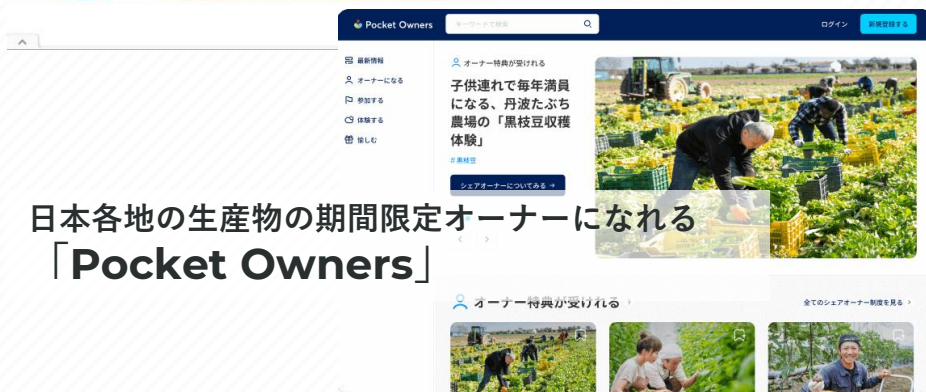 Pocket Owners
キーワードで検索
ログイン
新規登録する
最新情報
オーナーになる
参加する
体験する
愉しむ
オーナー特典が受けれる
子供連れで毎年満員
になる、丹波たぶち
農場の「黒枝豆収穫
体験」
#黒枝豆
シェアオーナーについてみる →
日本各地の生産物の期間限定オーナーになれる
「Pocket Owners」
オーナー特典が受けれる
全てのシェアオーナー制度を見る